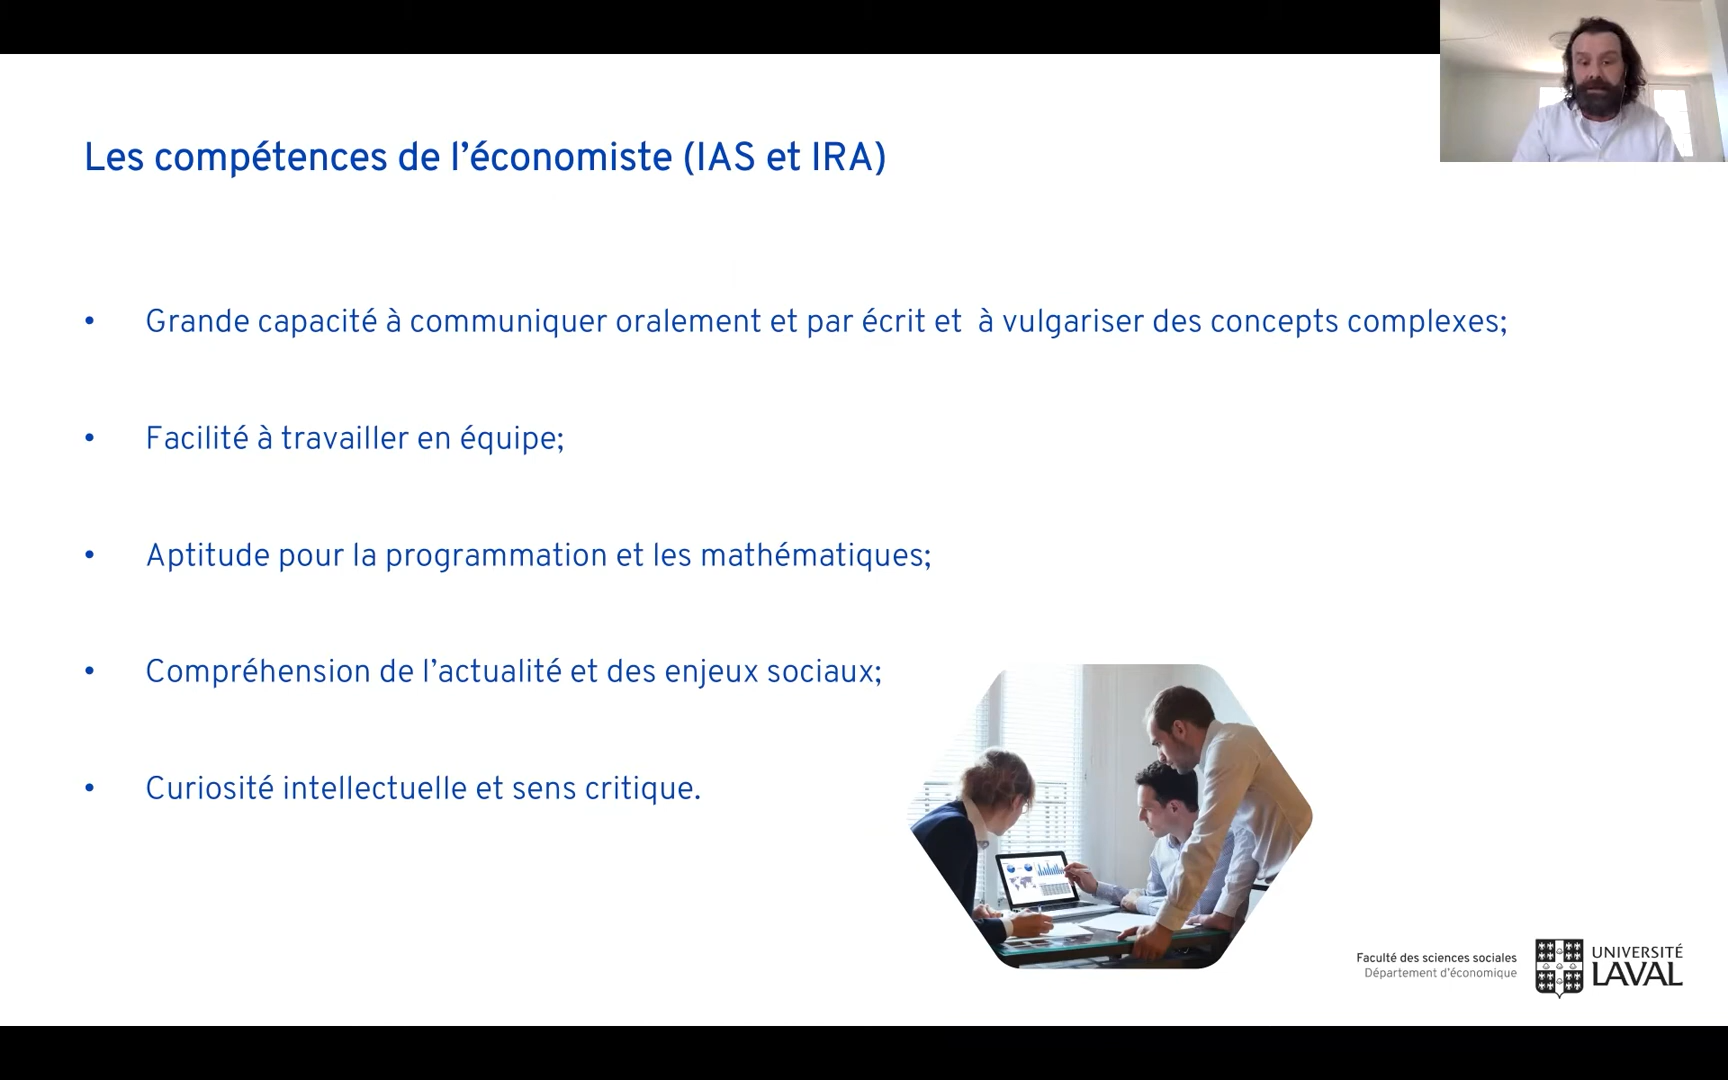 Les compétences de l’économiste (IAS et IRA)
• Grande capacité à communiquer oralement et par écrit et  à vulgariser des concepts complexes;
• Facilité à travailler en équipe;
• Aptitude pour la programmation et les mathématiques;
• Compréhension de l’actualité et des enjeux sociaux;
• Curiosité intellectuelle et sens critique.
Faculté des sciences sociales
Département d’économique
UNIVERSITÉ
LAVAL